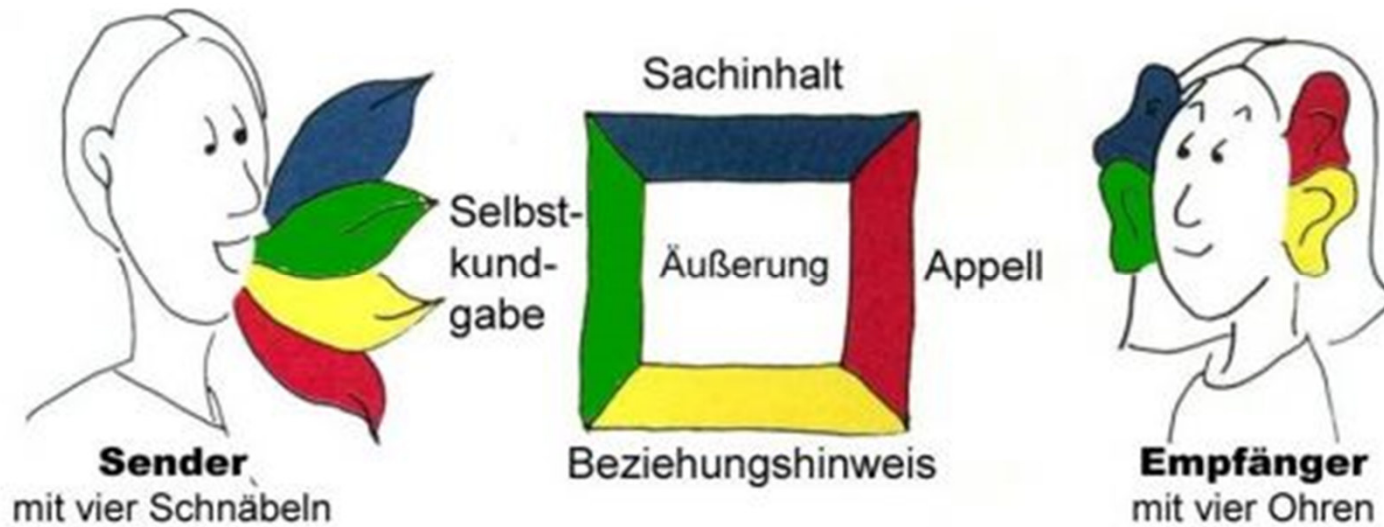 Sachinhalt
Selbst-
kund-
gabe
Äußerung
Appell
Beziehungshinweis
Sender
mit vier Schnäbeln
Empfänger
mit vier Ohren